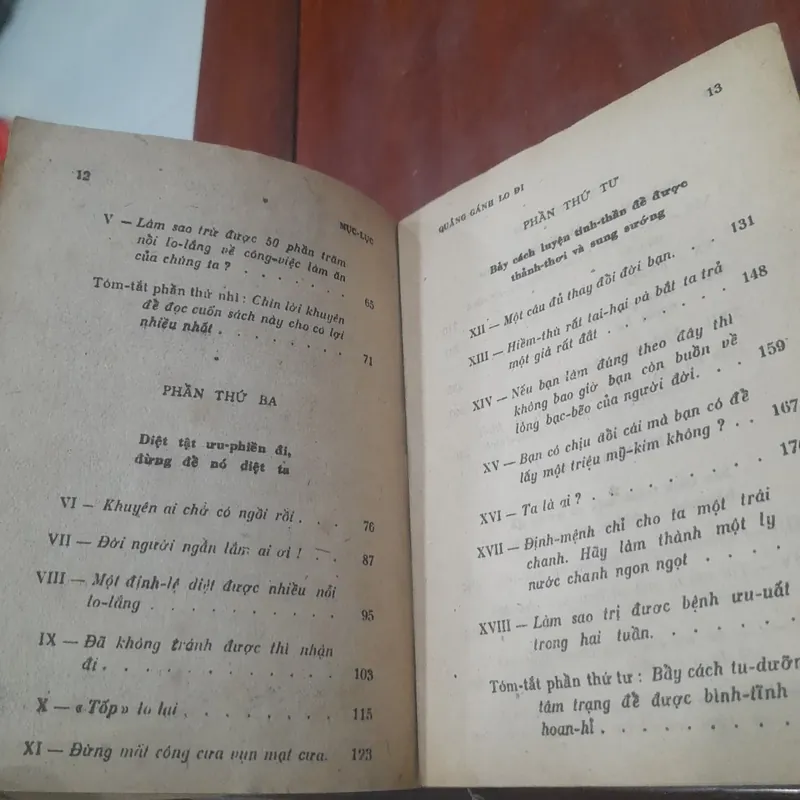 12
MỤC-LỤC
V — Làm sao trừ được 50 phần trăm
nỗi lo-lắng về công-việc làm ăn
của chúng ta ? . . . . . . . 65
Tóm-tắt phần thứ nhì : Chín lời khuyên
để đọc cuốn sách này cho có lợi
nhiều nhất . . . . . . . . 71
PHẦN THỨ BA
Diệt tật ưu-phiền đi,
đừng để nó diệt ta
VI — Khuyên ai chớ có ngồi rồi . . . 76
VII — Đời người ngắn lắm ai ơi ! — . 87
VIII — Một định-lệ diệt được nhiều nỗi
lo-lắng . . . . . . . . . 95
IX — Đã không tránh được thì nhận
đi . . . . . . . . . . . 103
X — « Tốp » lo lại . . . . . . . 115
XI — Đừng mất công cưa vụn mạt cưa. 123
13
QUẲNG GÁNH LO ĐI
PHẦN THỨ TƯ
Bảy cách luyện tinh-thần để được
thảnh-thơi và sung sướng
XII — Một câu đủ thay đổi đời bạn. . . 131
XIII — Hiềm-thù rất tai-hại và bắt ta trả
một giá rất đắt . . . . . . 148
XIV — Nếu bạn làm đúng theo đây thì
không bao giờ bạn còn buồn về
lòng bạc-bẽo của người đời. . . 159
XV — Bạn có chịu đổi cái mà bạn có để
lấy một triệu mỹ-kim không ? . . 167
XVI — Ta là ai ? . . . . . . . .
XVII — Định-mệnh chỉ cho ta một trái
chanh. Hãy làm thành một ly
nước chanh ngon ngọt . . . .
XVIII — Làm sao trị được bệnh ưu-uất
trong hai tuần. . . . . . .
Tóm-tắt phần thứ tư : Bảy cách tu-dưỡng
tâm trạng để được bình-tĩnh
hoan-hỉ . . . . . . . .